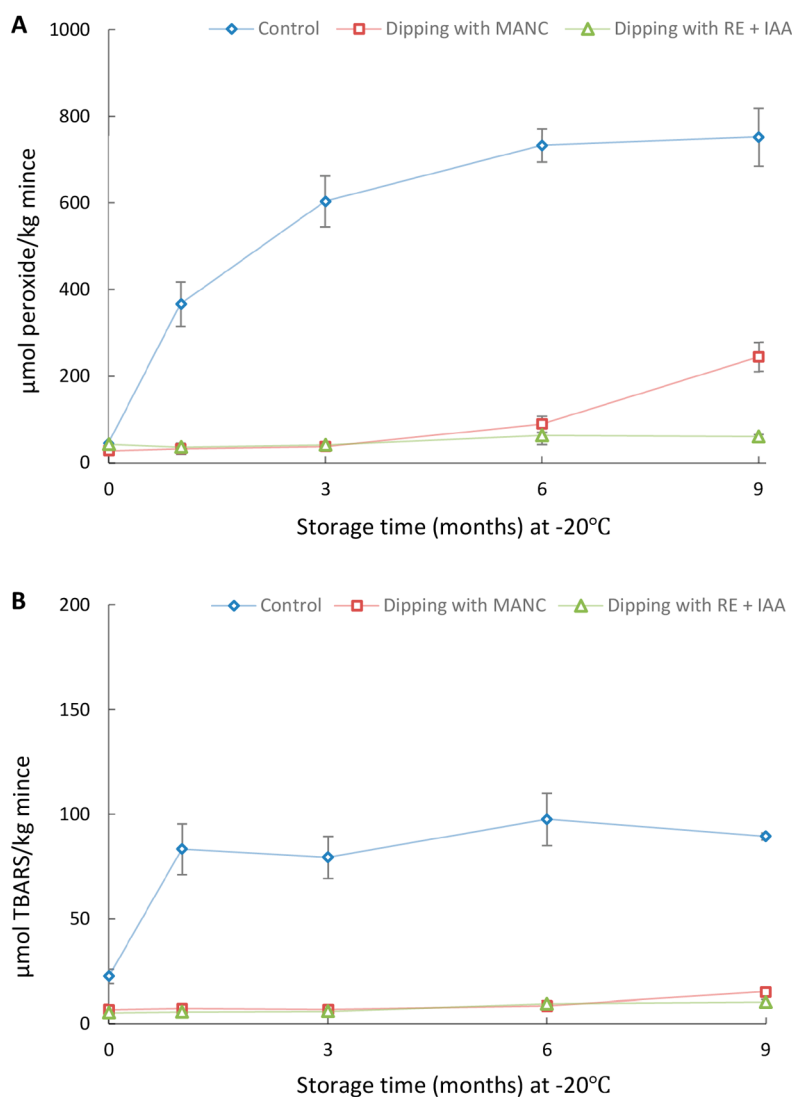 A
1000
Control Dipping with MANC Dipping with RE + IAA
800
600
400
200
0
µmol peroxide/kg mince
0 3 6 9
Storage time (months) at -20℃
B
200
Control Dipping with MANC Dipping with RE + IAA
150
100
50
0
µmol TBARS/kg mince
0 3 6 9
Storage time (months) at -20℃